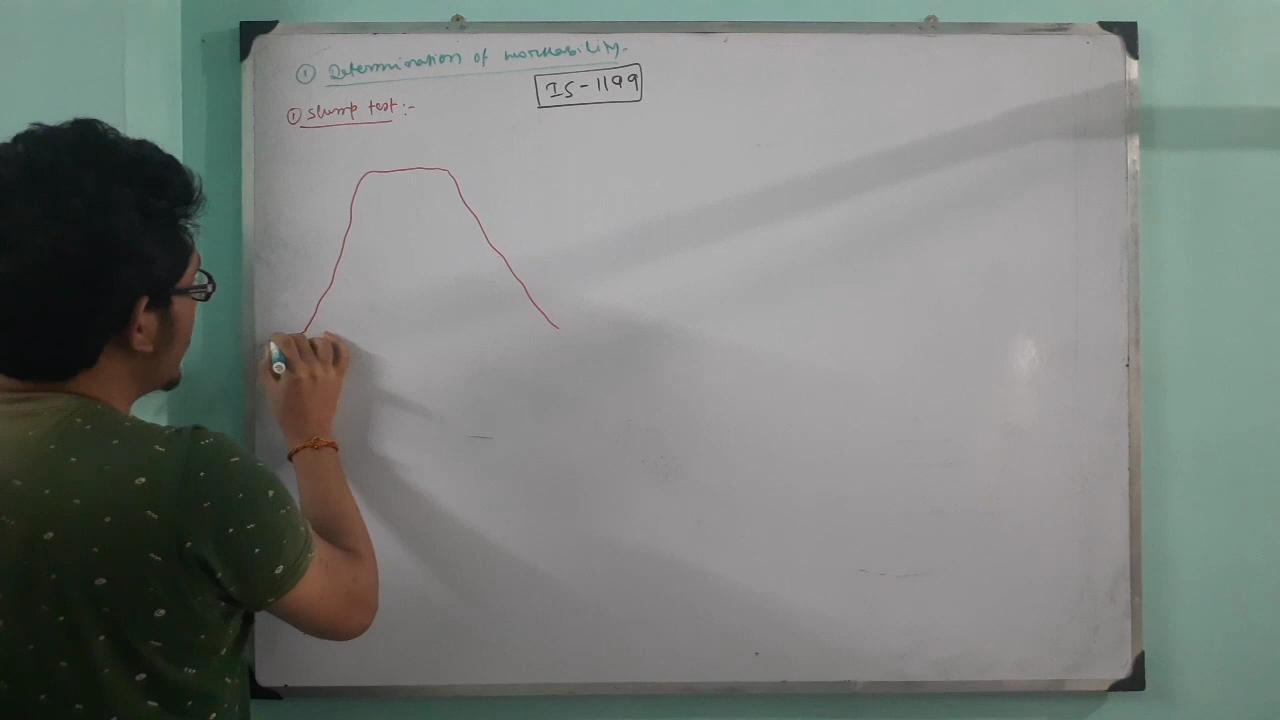 ① Determination of workability.
IS-1199
① Slump test:-